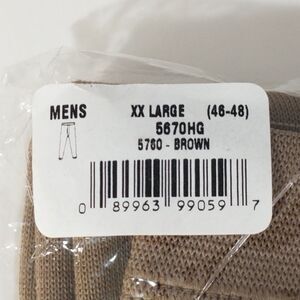 MENS XX LARGE (46-48)
5670HG
5760 - BROWN
0 89963 99059 7